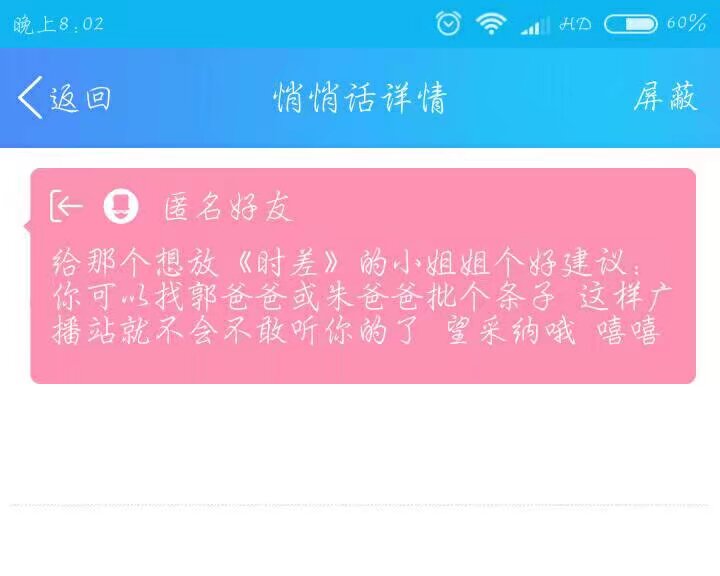 晚上8:02
HD
60%
返回
悄悄话详情
屏蔽
匿名好友
给那个想放《时差》的小姐姐个好建议:
你可以找郭爸爸或朱爸爸批个条子 这样广
播站就不会不敢听你的了 望采纳哦 嘻嘻